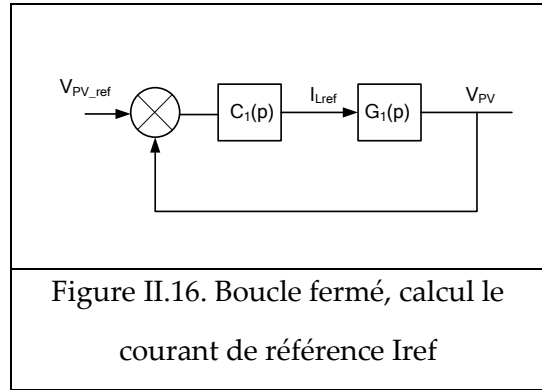 V_PV_ref
C₁(p)
I_Lref
G₁(p)
V_PV
Figure II.16. Boucle fermé, calcul le
courant de référence Iref